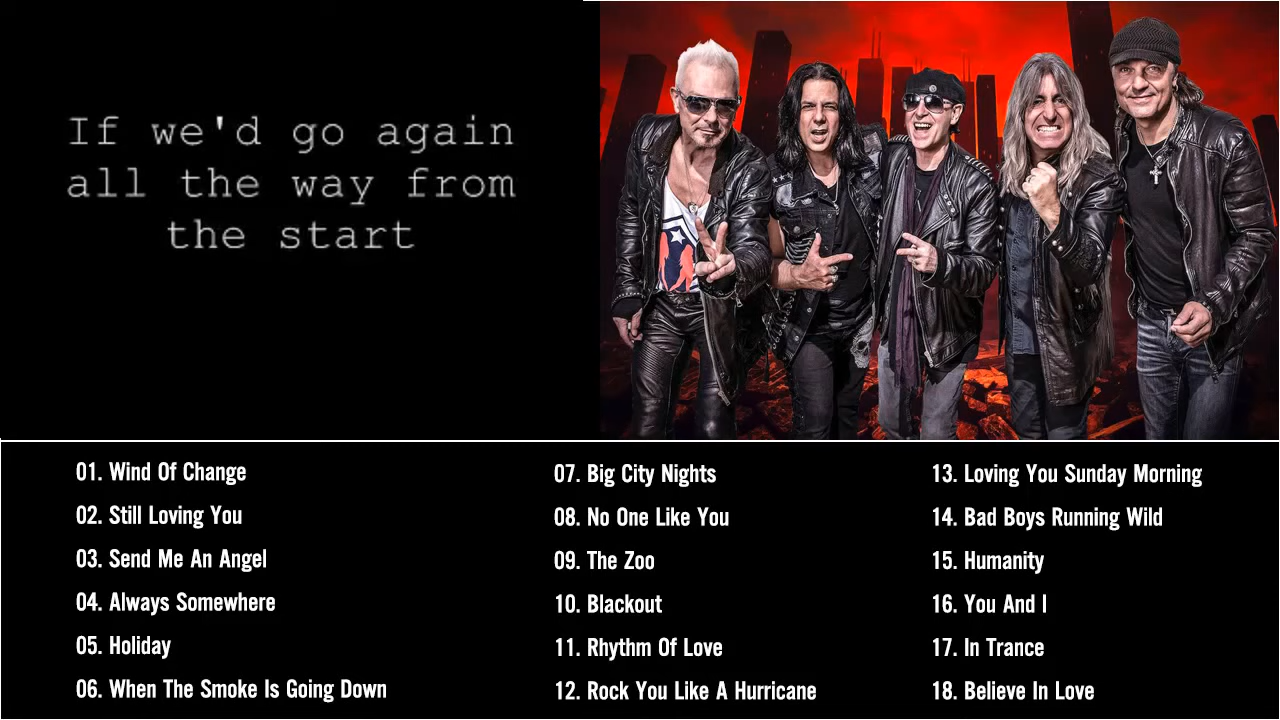 If we'd go again
all the way from
the start
01. Wind Of Change
02. Still Loving You
03. Send Me An Angel
04. Always Somewhere
05. Holiday
06. When The Smoke Is Going Down
07. Big City Nights
08. No One Like You
09. The Zoo
10. Blackout
11. Rhythm Of Love
12. Rock You Like A Hurricane
13. Loving You Sunday Morning
14. Bad Boys Running Wild
15. Humanity
16. You And I
17. In Trance
18. Believe In Love